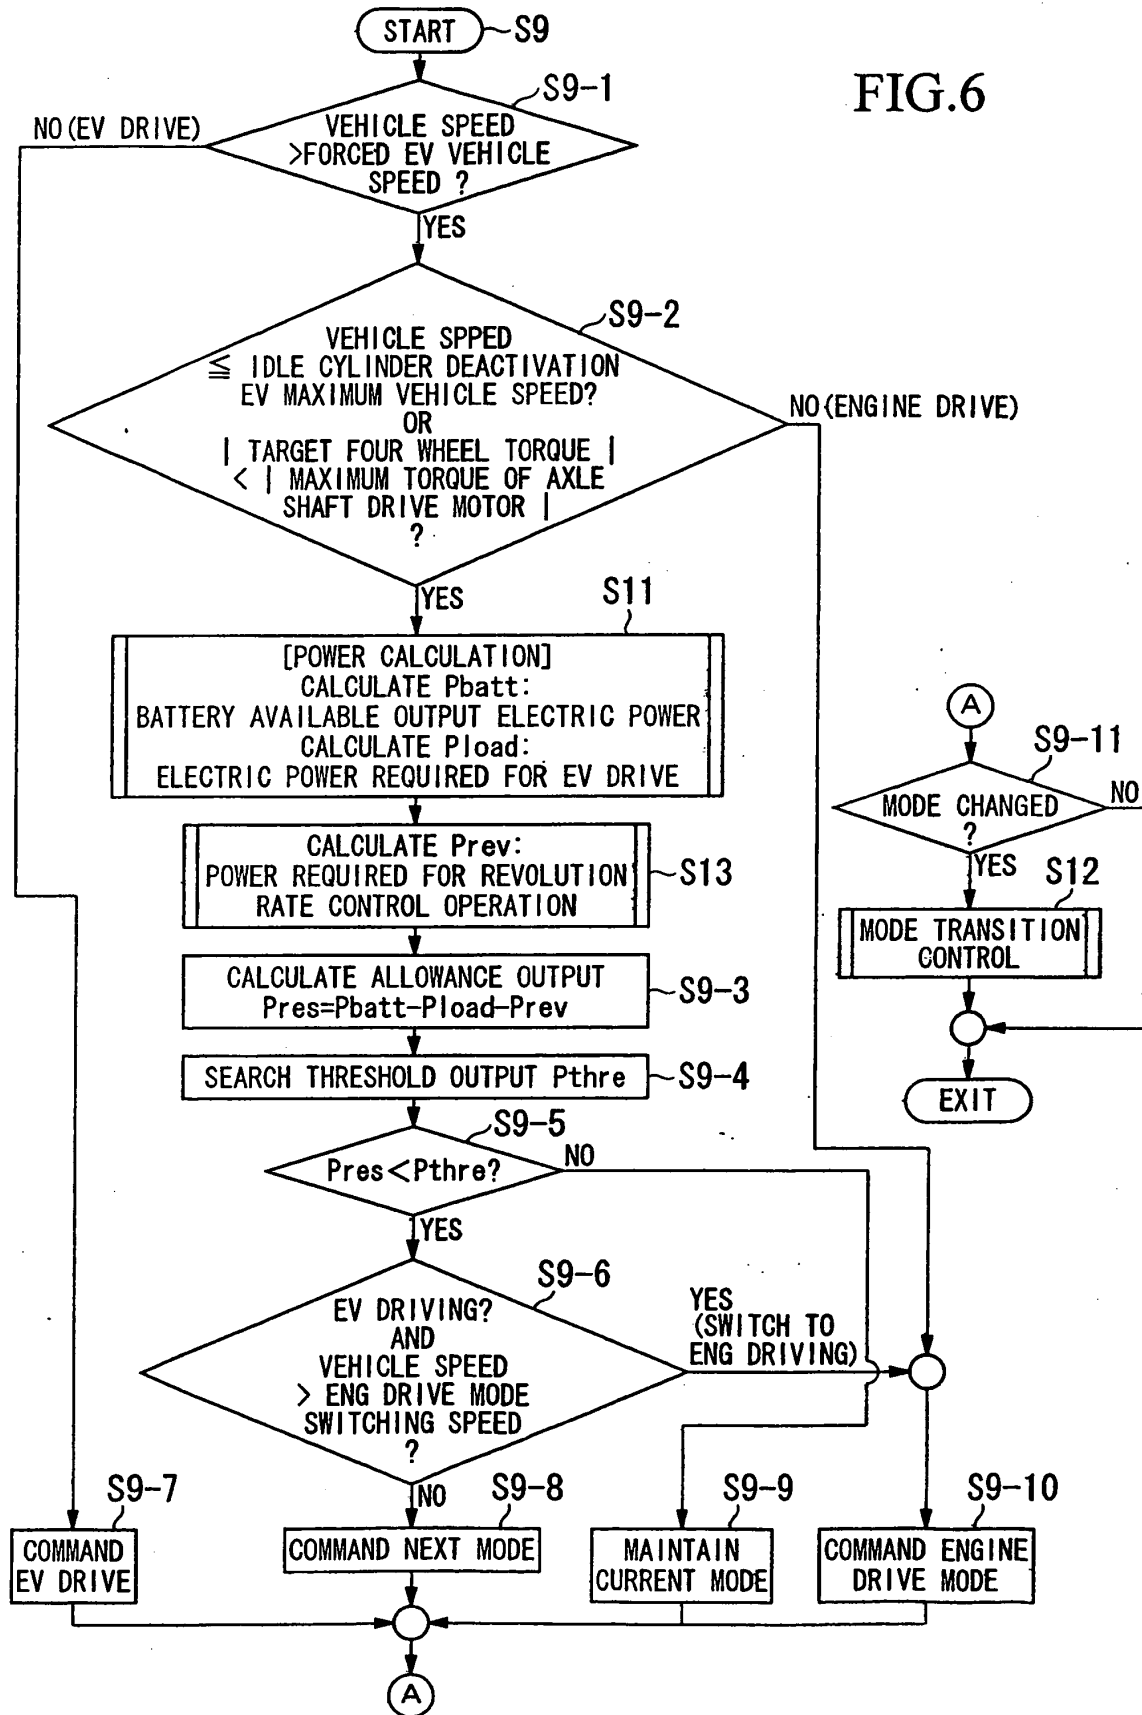 START
S9
FIG.6
S9-1
NO(EV DRIVE)
VEHICLE SPEED
>FORCED EV VEHICLE
SPEED ?
YES
S9-2
VEHICLE SPPED
≦ IDLE CYLINDER DEACTIVATION
EV MAXIMUM VEHICLE SPEED?
OR
| TARGET FOUR WHEEL TORQUE |
< | MAXIMUM TORQUE OF AXLE
SHAFT DRIVE MOTOR |
?
NO(ENGINE DRIVE)
YES
S11
[POWER CALCULATION]
CALCULATE Pbatt:
BATTERY AVAILABLE OUTPUT ELECTRIC POWER
CALCULATE Pload:
ELECTRIC POWER REQUIRED FOR EV DRIVE
CALCULATE Prev:
POWER REQUIRED FOR REVOLUTION
RATE CONTROL OPERATION
S13
CALCULATE ALLOWANCE OUTPUT
Pres=Pbatt-Pload-Prev
S9-3
SEARCH THRESHOLD OUTPUT Pthre
S9-4
S9-5
Pres<Pthre?
NO
YES
S9-6
EV DRIVING?
AND
VEHICLE SPEED
> ENG DRIVE MODE
SWITCHING SPEED
?
YES
(SWITCH TO
ENG DRIVING)
NO
S9-7
COMMAND
EV DRIVE
S9-8
COMMAND NEXT MODE
S9-9
MAINTAIN
CURRENT MODE
S9-10
COMMAND ENGINE
DRIVE MODE
A
A
S9-11
MODE CHANGED
?
NO
YES
S12
MODE TRANSITION
CONTROL
EXIT